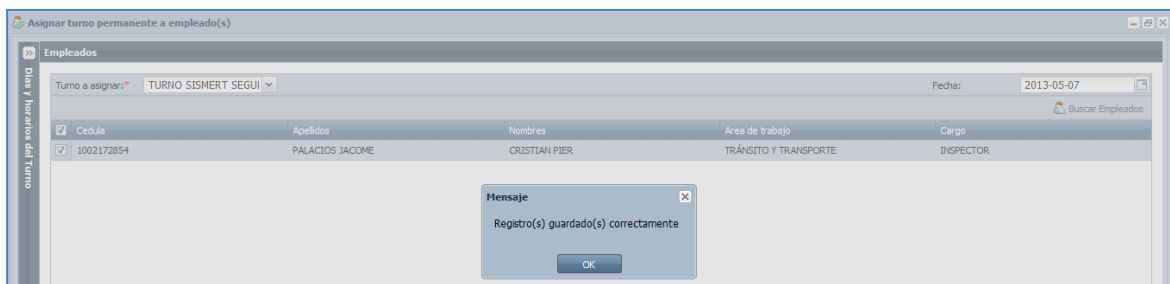 Asignar turno permanente a empleado(s)
Empleados
Dias y horarios del Turno
Turno a asignar:* TURNO SISMERT SEGUI Fecha: 2013-05-07
Buscar Empleados
Cedula Apelidos Nombres Area de trabajo Cargo
1002172854 PALACIOS JACOME CRISTIAN PIER TRÁNSITO Y TRANSPORTE INSPECTOR
Mensaje
Registro(s) guardado(s) correctamente
OK